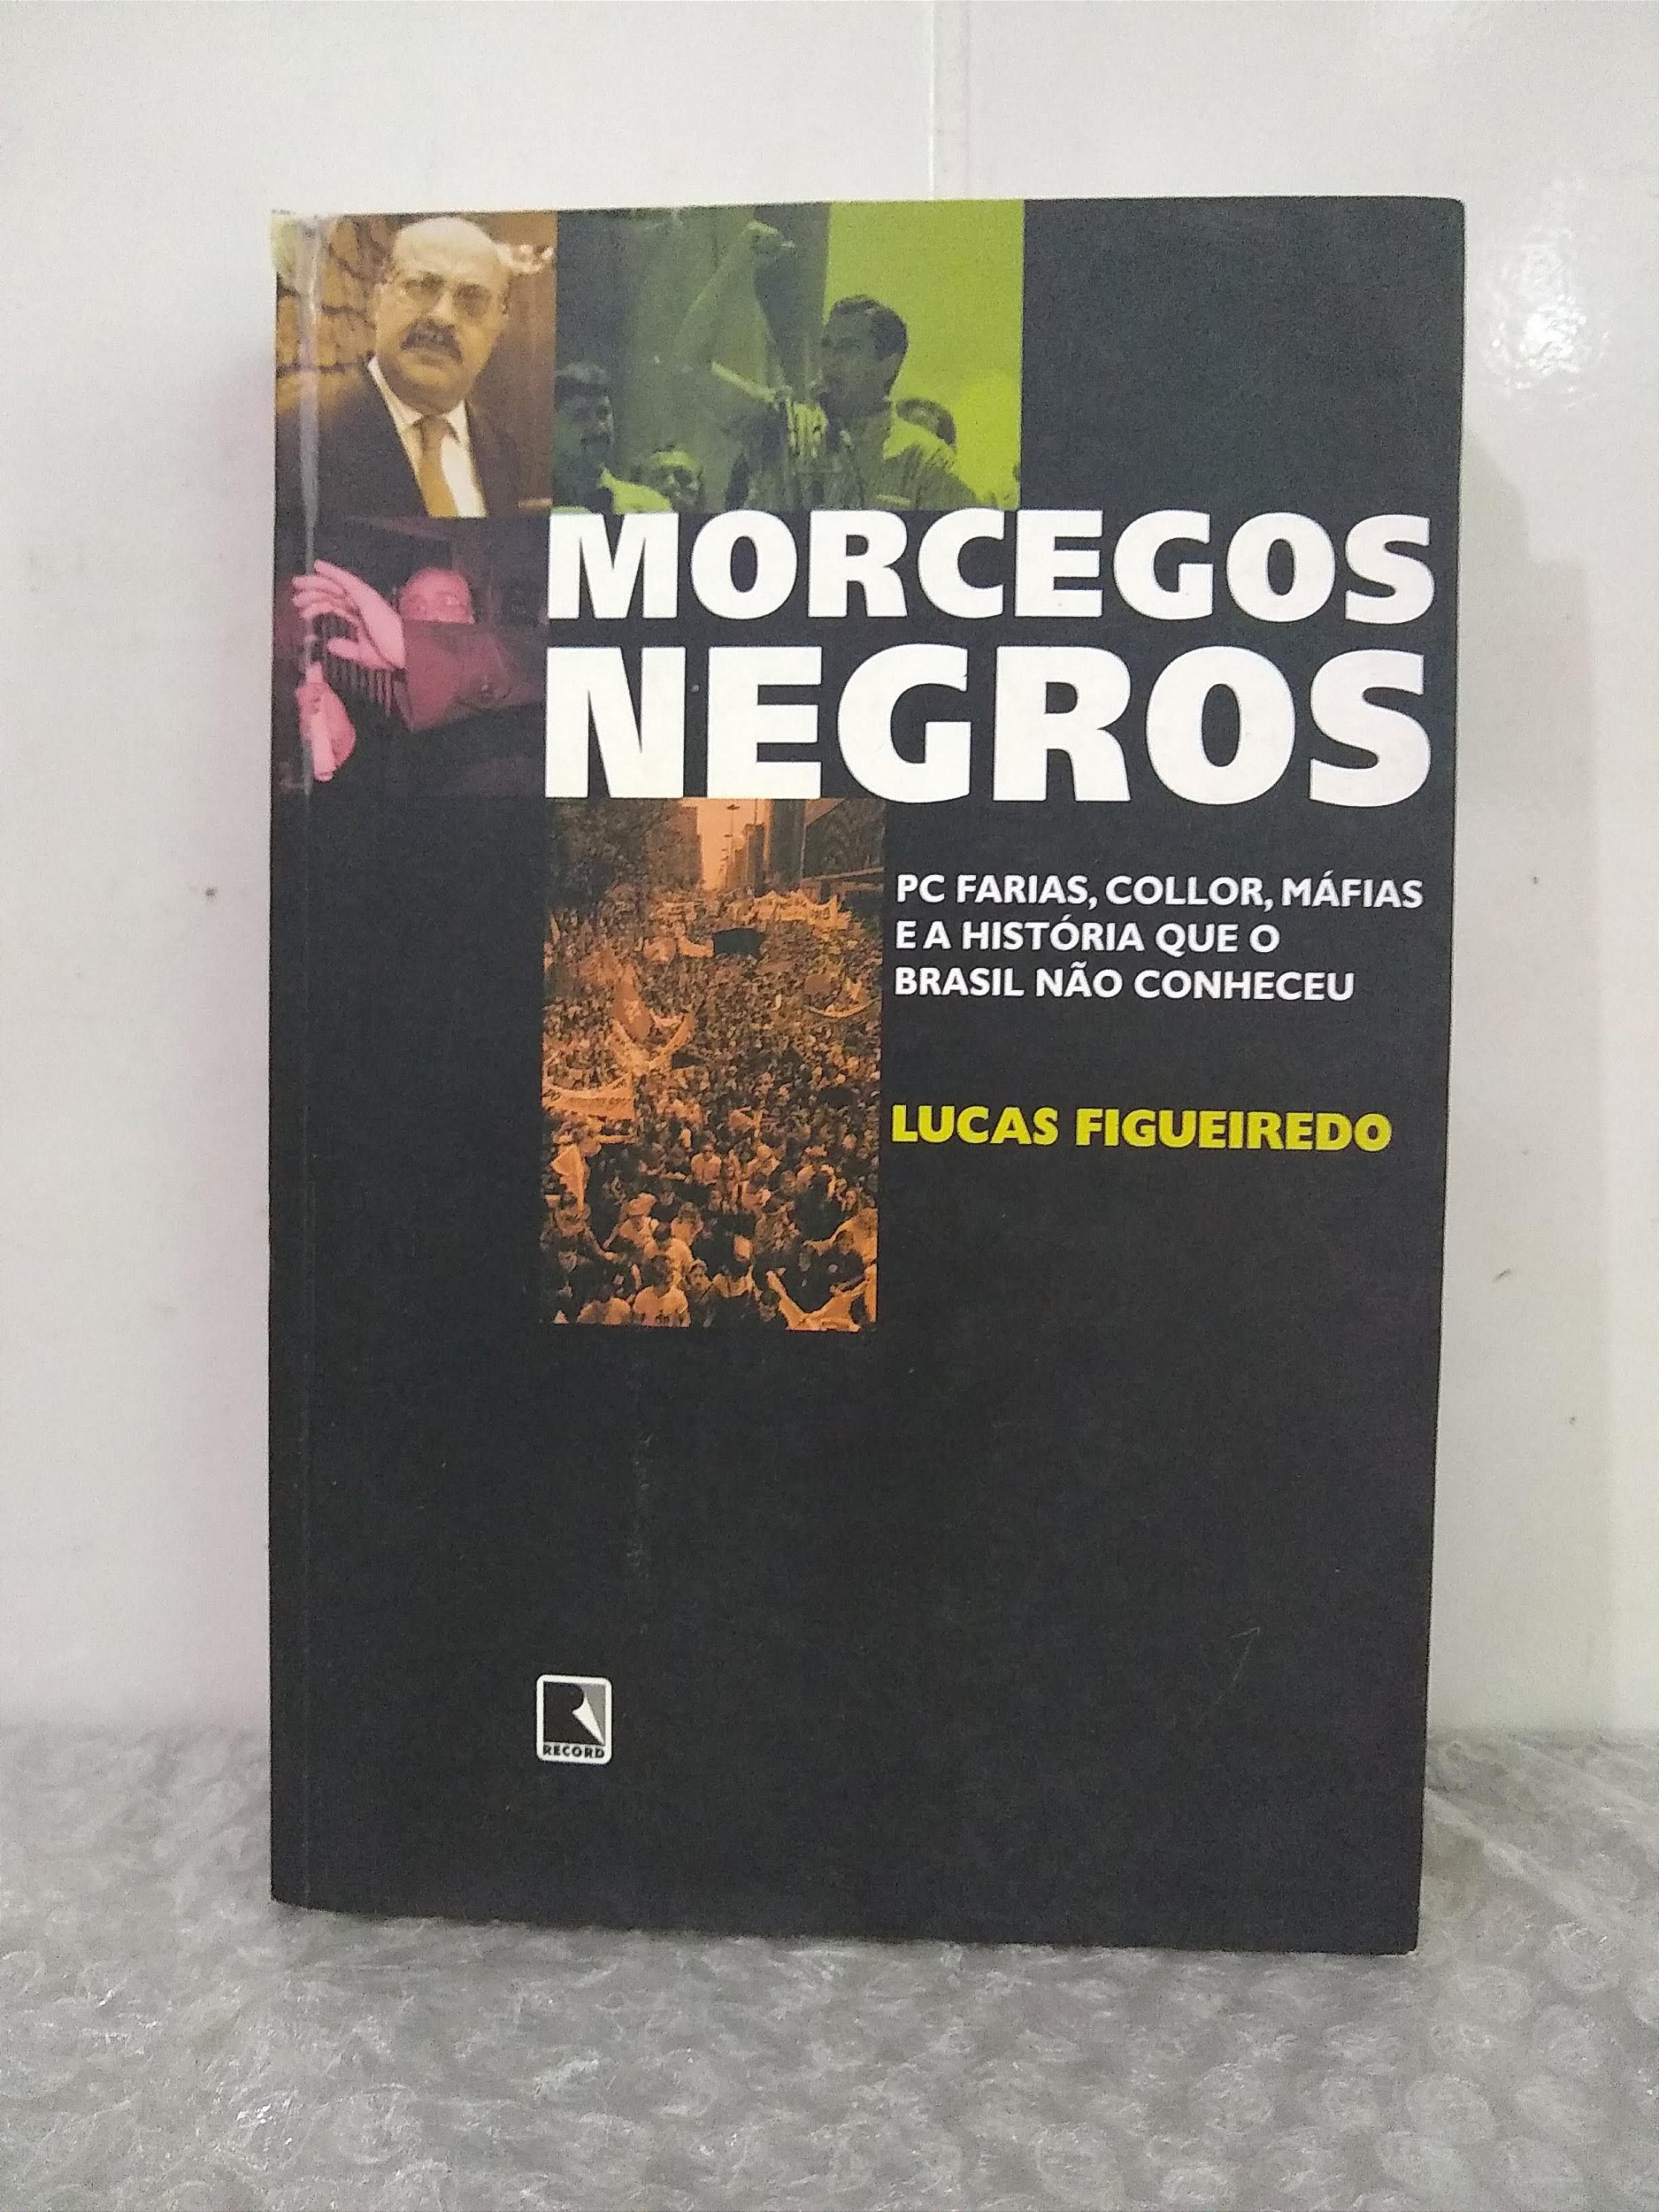 MORCEGOS
NEGROS
PC FARIAS, COLLOR, MÁFIAS
E A HISTÓRIA QUE O
BRASIL NÃO CONHECEU
LUCAS FIGUEIREDO
R
RECORD